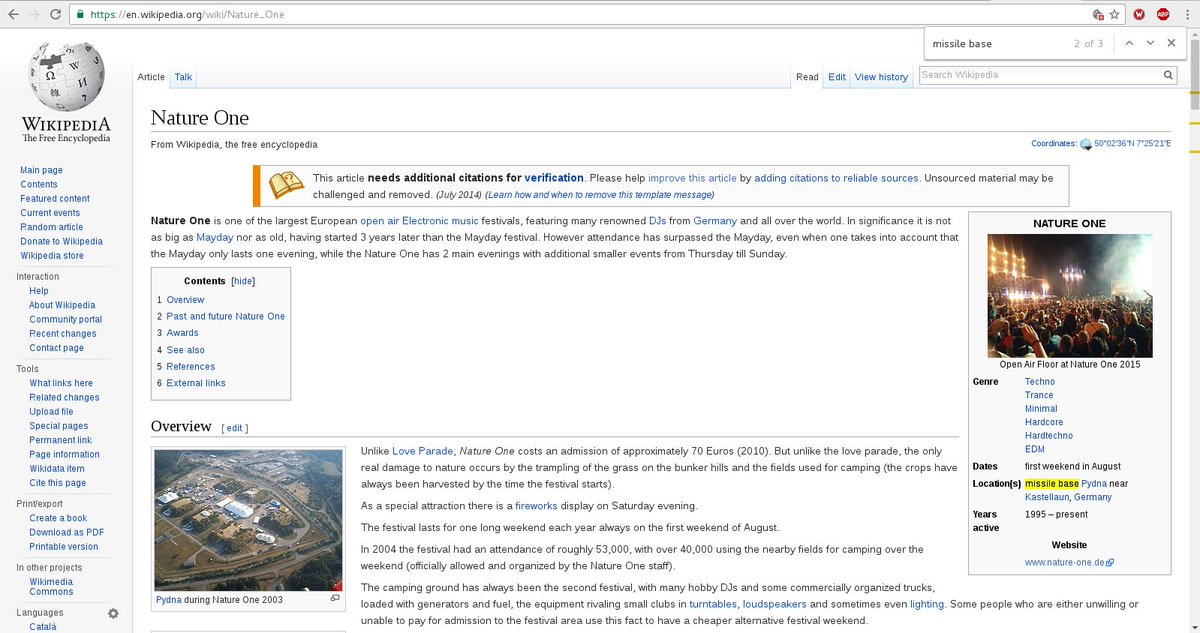 https://en.wikipedia.org/wiki/Nature_One
missile base 2 of 3
WIKIPEDIA
The Free Encyclopedia
Main page
Contents
Featured content
Current events
Random article
Donate to Wikipedia
Wikipedia store
Interaction
Help
About Wikipedia
Community portal
Recent changes
Contact page
Tools
What links here
Related changes
Upload file
Special pages
Permanent link
Page information
Wikidata item
Cite this page
Print/export
Create a book
Download as PDF
Printable version
In other projects
Wikimedia
Commons
Languages
Català
Article Talk
Read Edit View history Search Wikipedia
Nature One
From Wikipedia, the free encyclopedia
Coordinates: 50°02′36″N 7°25′21″E
This article needs additional citations for verification. Please help improve this article by adding citations to reliable sources. Unsourced material may be
challenged and removed. (July 2014) (Learn how and when to remove this template message)
Nature One is one of the largest European open air Electronic music festivals, featuring many renowned DJs from Germany and all over the world. In significance it is not
as big as Mayday nor as old, having started 3 years later than the Mayday festival. However attendance has surpassed the Mayday, even when one takes into account that
the Mayday only lasts one evening, while the Nature One has 2 main evenings with additional smaller events from Thursday till Sunday.
Contents [hide]
1 Overview
2 Past and future Nature One
3 Awards
4 See also
5 References
6 External links
NATURE ONE
Open Air Floor at Nature One 2015
Genre Techno
Trance
Minimal
Hardcore
Hardtechno
EDM
Dates first weekend in August
Location(s) missile base Pydna near
Kastellaun, Germany
Years 1995 – present
active
Website
www.nature-one.de
Overview [ edit ]
Pydna during Nature One 2003
Unlike Love Parade, Nature One costs an admission of approximately 70 Euros (2010). But unlike the love parade, the only
real damage to nature occurs by the trampling of the grass on the bunker hills and the fields used for camping (the crops have
always been harvested by the time the festival starts).
As a special attraction there is a fireworks display on Saturday evening.
The festival lasts for one long weekend each year always on the first weekend of August.
In 2004 the festival had an attendance of roughly 53,000, with over 40,000 using the nearby fields for camping over the
weekend (officially allowed and organized by the Nature One staff).
The camping ground has always been the second festival, with many hobby DJs and some commercially organized trucks,
loaded with generators and fuel, the equipment rivaling small clubs in turntables, loudspeakers and sometimes even lighting. Some people who are either unwilling or
unable to pay for admission to the festival area use this fact to have a cheaper alternative festival weekend.